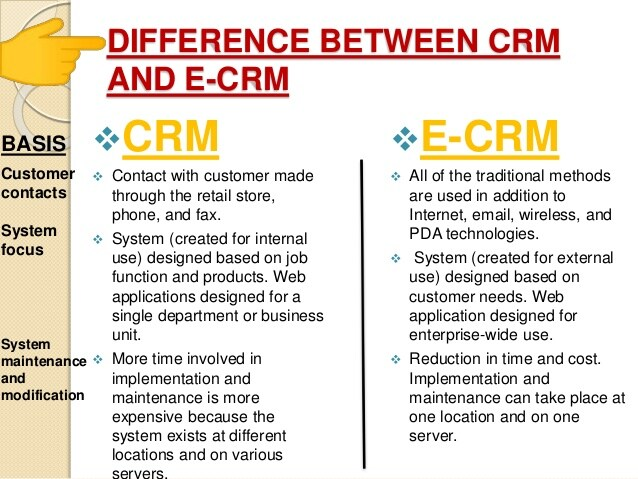 DIFFERENCE BETWEEN CRM
AND E-CRM
BASIS
Customer
contacts
System
focus
System
maintenance
and
modification
❖CRM
❖ Contact with customer made
through the retail store,
phone, and fax.
❖ System (created for internal
use) designed based on job
function and products. Web
applications designed for a
single department or business
unit.
❖ More time involved in
implementation and
maintenance is more
expensive because the
system exists at different
locations and on various
servers.
❖E-CRM
❖ All of the traditional methods
are used in addition to
Internet, email, wireless, and
PDA technologies.
❖ System (created for external
use) designed based on
customer needs. Web
application designed for
enterprise-wide use.
❖ Reduction in time and cost.
Implementation and
maintenance can take place at
one location and on one
server.